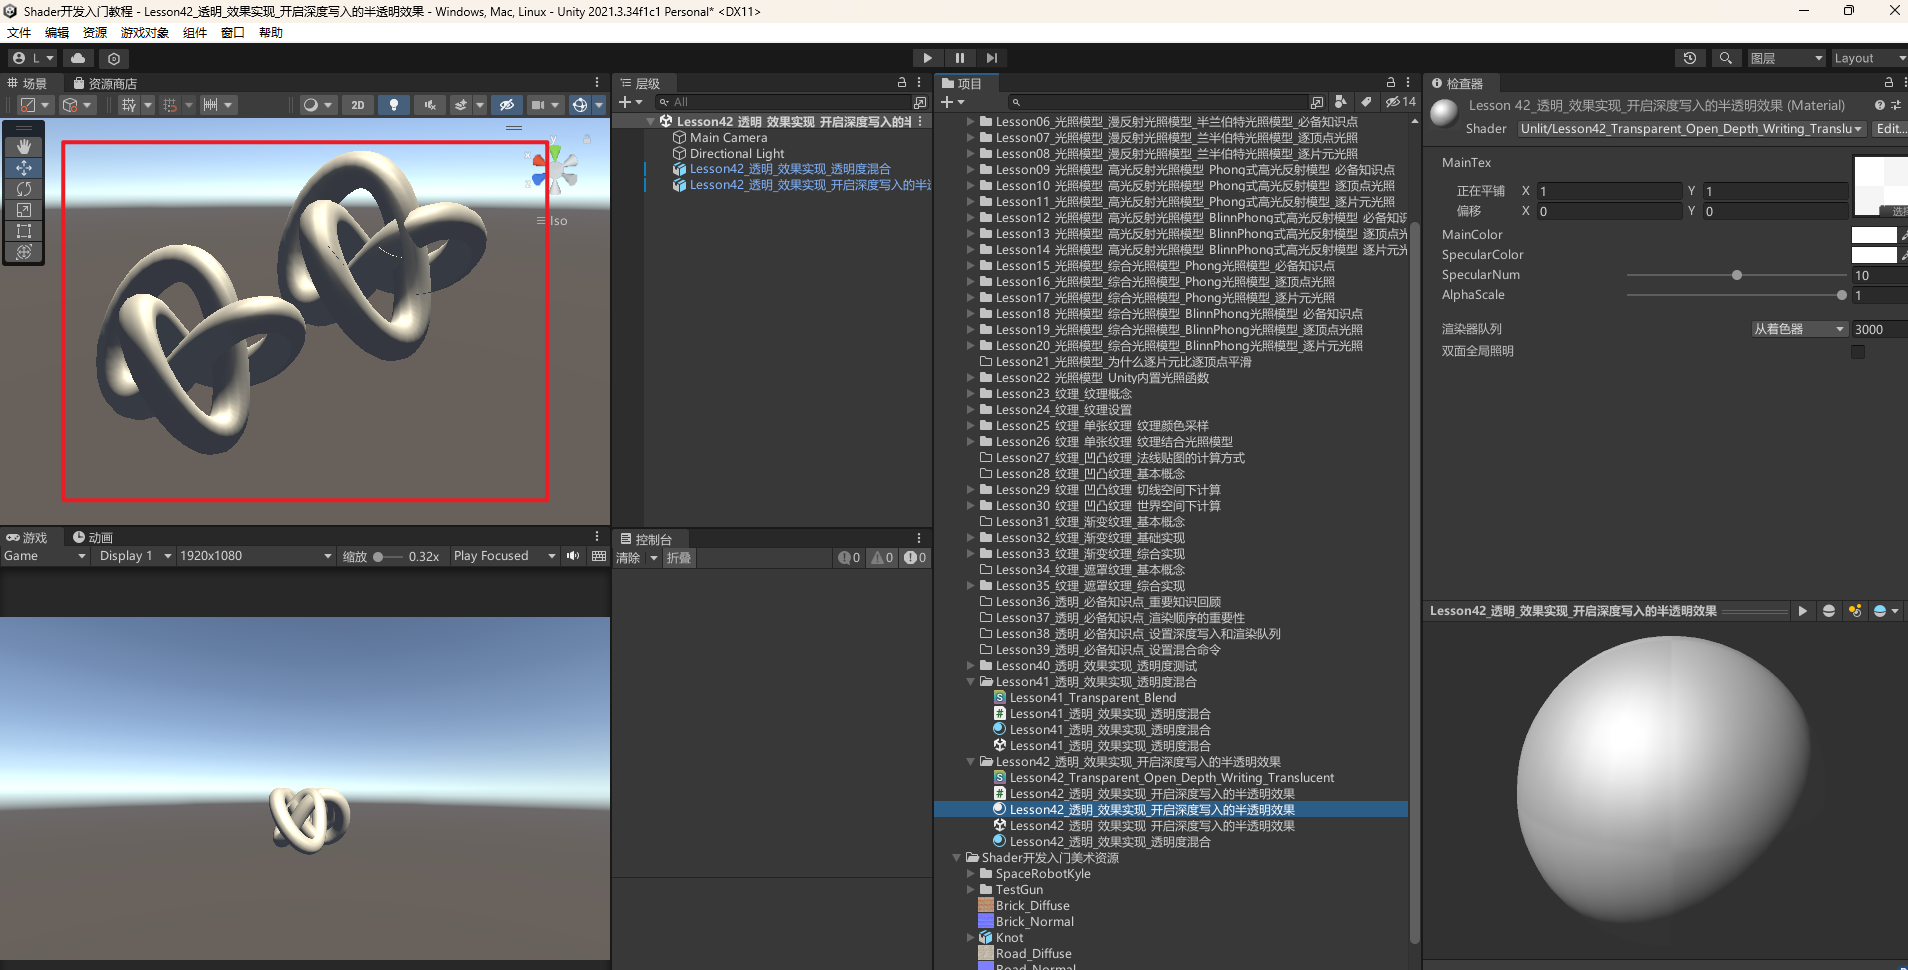 Shader开发入门教程 - Lesson42_透明_效果实现_开启深度写入的半透明效果 - Windows, Mac, Linux - Unity 2021.3.34f1c1 Personal* <DX11>
文件 编辑 资源 游戏对象 组件 窗口 帮助
L
图层
Layout
场景
资源商店
2D
y
x
z
Iso
层级
All
Lesson42_透明_效果实现_开启深度写入的半
Main Camera
Directional Light
Lesson42_透明_效果实现_透明度混合
Lesson42_透明_效果实现_开启深度写入的半透
游戏
动画
Game
Display 1
1920x1080
缩放
0.32x
Play Focused
控制台
清除
折叠
0
0
0
项目
14
Lesson06_光照模型_漫反射光照模型_半兰伯特光照模型_必备知识点
Lesson07_光照模型_漫反射光照模型_兰半伯特光照模型_逐顶点光照
Lesson08_光照模型_漫反射光照模型_兰半伯特光照模型_逐片元光照
Lesson09_光照模型_高光反射光照模型_Phong式高光反射模型_必备知识点
Lesson10_光照模型_高光反射光照模型_Phong式高光反射模型_逐顶点光照
Lesson11_光照模型_高光反射光照模型_Phong式高光反射模型_逐片元光照
Lesson12_光照模型_高光反射光照模型_BlinnPhong式高光反射模型_必备知识
Lesson13_光照模型_高光反射光照模型_BlinnPhong式高光反射模型_逐顶点光
Lesson14_光照模型_高光反射光照模型_BlinnPhong式高光反射模型_逐片元光
Lesson15_光照模型_综合光照模型_Phong光照模型_必备知识点
Lesson16_光照模型_综合光照模型_Phong光照模型_逐顶点光照
Lesson17_光照模型_综合光照模型_Phong光照模型_逐片元光照
Lesson18_光照模型_综合光照模型_BlinnPhong光照模型_必备知识点
Lesson19_光照模型_综合光照模型_BlinnPhong光照模型_逐顶点光照
Lesson20_光照模型_综合光照模型_BlinnPhong光照模型_逐片元光照
Lesson21_光照模型_为什么逐片元比逐顶点平滑
Lesson22_光照模型_Unity内置光照函数
Lesson23_纹理_纹理概念
Lesson24_纹理_纹理设置
Lesson25_纹理_单张纹理_纹理颜色采样
Lesson26_纹理_单张纹理_纹理结合光照模型
Lesson27_纹理_凹凸纹理_法线贴图的计算方式
Lesson28_纹理_凹凸纹理_基本概念
Lesson29_纹理_凹凸纹理_切线空间下计算
Lesson30_纹理_凹凸纹理_世界空间下计算
Lesson31_纹理_渐变纹理_基本概念
Lesson32_纹理_渐变纹理_基础实现
Lesson33_纹理_渐变纹理_综合实现
Lesson34_纹理_遮罩纹理_基本概念
Lesson35_纹理_遮罩纹理_综合实现
Lesson36_透明_必备知识点_重要知识回顾
Lesson37_透明_必备知识点_渲染顺序的重要性
Lesson38_透明_必备知识点_设置深度写入和渲染队列
Lesson39_透明_必备知识点_设置混合命令
Lesson40_透明_效果实现_透明度测试
Lesson41_透明_效果实现_透明度混合
Lesson41_Transparent_Blend
Lesson41_透明_效果实现_透明度混合
Lesson41_透明_效果实现_透明度混合
Lesson41_透明_效果实现_透明度混合
Lesson42_透明_效果实现_开启深度写入的半透明效果
Lesson42_Transparent_Open_Depth_Writing_Translucent
Lesson42_透明_效果实现_开启深度写入的半透明效果
Lesson42_透明_效果实现_开启深度写入的半透明效果
Lesson42_透明_效果实现_开启深度写入的半透明效果
Lesson42_透明_效果实现_透明度混合
Shader开发入门美术资源
SpaceRobotKyle
TestGun
Brick_Diffuse
Brick_Normal
Knot
Road_Diffuse
Road_Normal
检查器
Lesson 42_透明_效果实现_开启深度写入的半透明效果 (Material)
Shader
Unlit/Lesson42_Transparent_Open_Depth_Writing_Translu
Edit...
MainTex
正在平铺 X 1 Y 1
偏移 X 0 Y 0
选择
MainColor
SpecularColor
SpecularNum 10
AlphaScale 1
渲染器队列 从着色器 3000
双面全局照明
Lesson42_透明_效果实现_开启深度写入的半透明效果